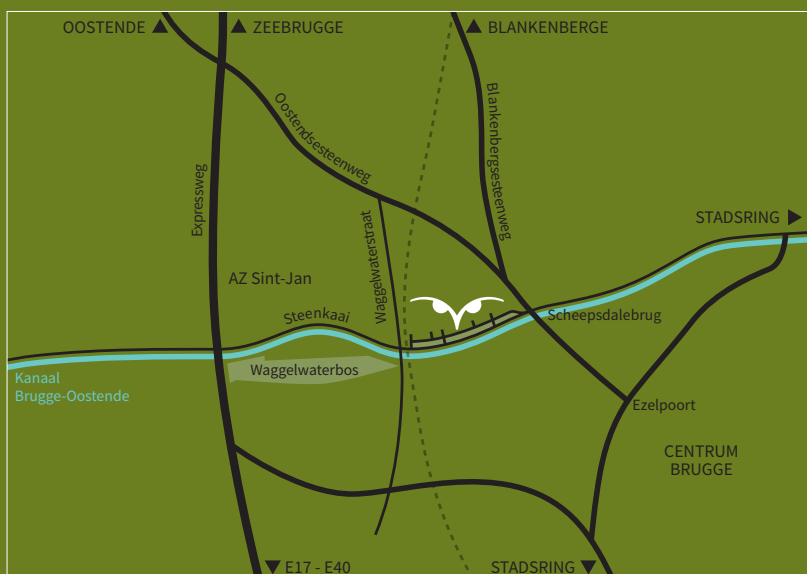 OOSTENDE
ZEEBRUGGE
BLANKENBERGE
Oostendsesteenweg
Blankenbergsesteenweg
Expressweg
Waggelwaterstraat
STADSRING
AZ Sint-Jan
Steenkaai
Scheepsdalebrug
Waggelwaterbos
Kanaal
Brugge-Oostende
Ezelpoort
CENTRUM
BRUGGE
E17 - E40
STADSRING